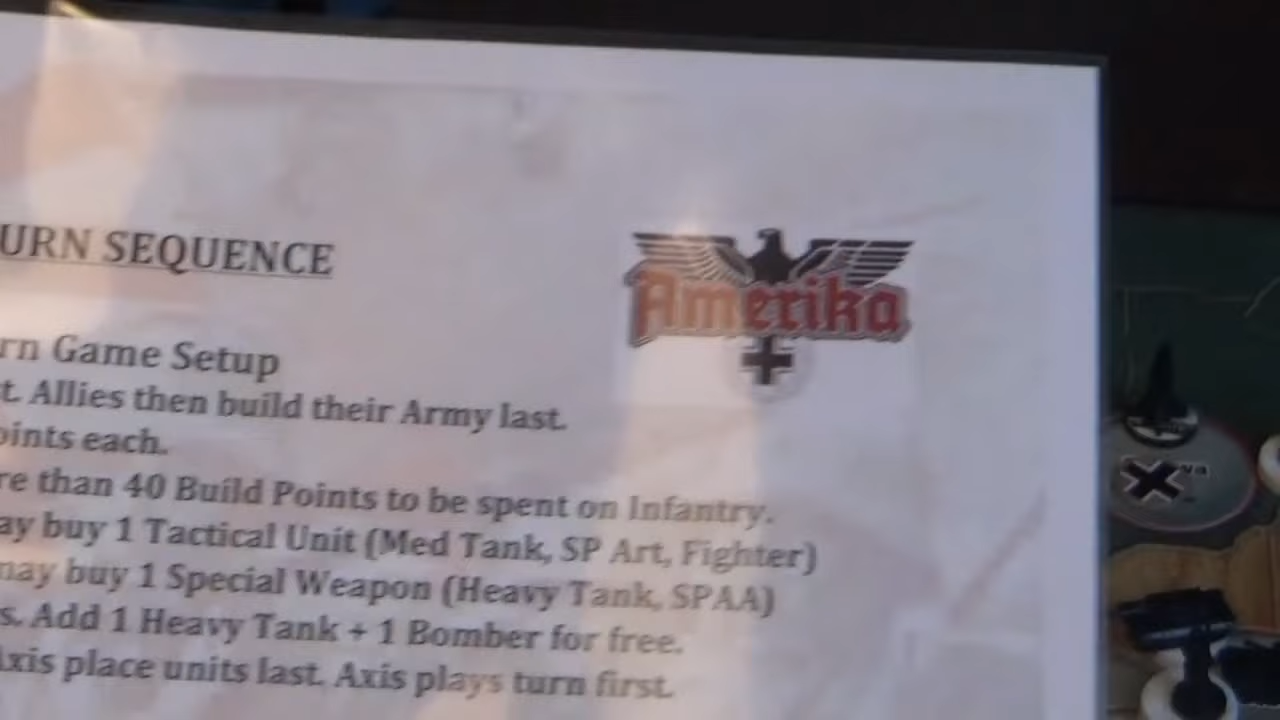 URN SEQUENCE
Amerika
rn Game Setup
t. Allies then build their Army last.
oints each.
re than 40 Build Points to be spent on Infantry.
ay buy 1 Tactical Unit (Med Tank, SP Art, Fighter)
may buy 1 Special Weapon (Heavy Tank, SPAA)
s. Add 1 Heavy Tank + 1 Bomber for free.
Axis place units last. Axis plays turn first.